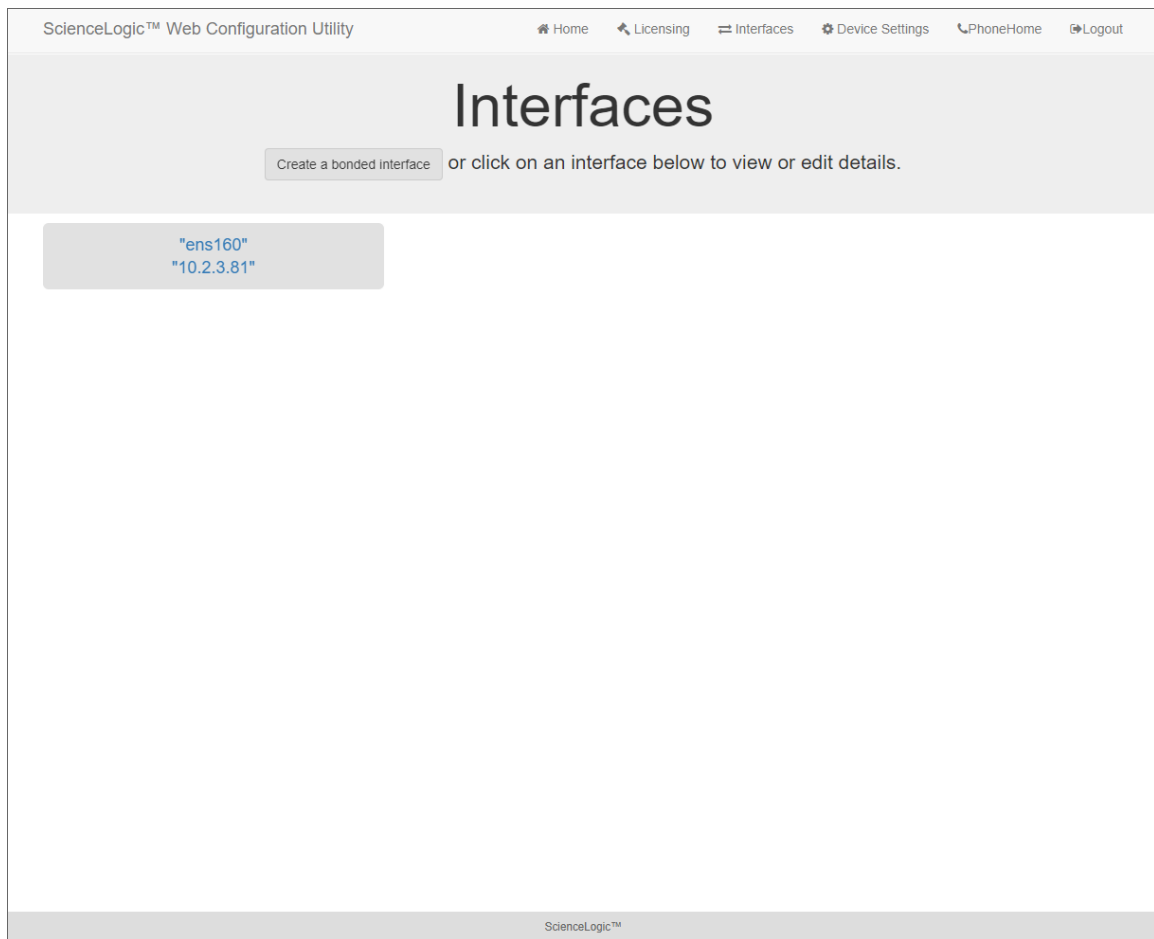 ScienceLogic™ Web Configuration Utility
Home Licensing Interfaces Device Settings PhoneHome Logout
Interfaces
Create a bonded interface or click on an interface below to view or edit details.
"ens160"
"10.2.3.81"
ScienceLogic™